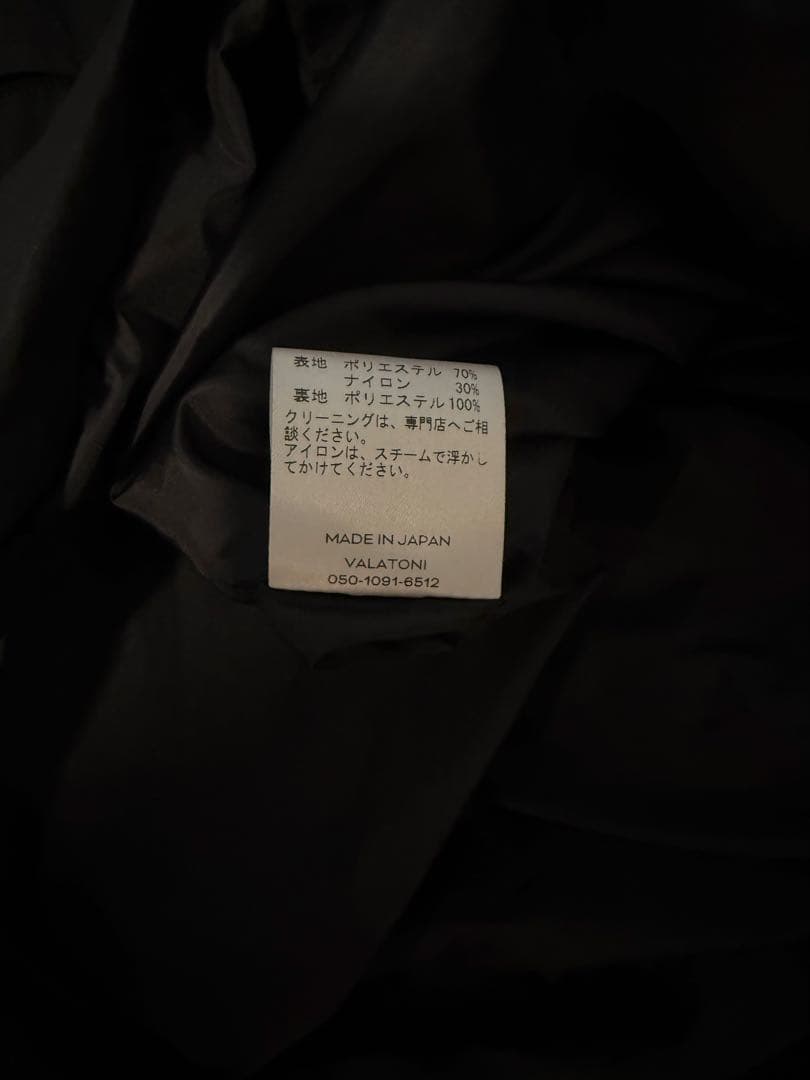 表地 ポリエステル 70%
ナイロン 30%
裏地 ポリエステル100%
クリーニングは、専門店へご相
談ください。
アイロンは、スチームで浮かし
てかけてください。
MADE IN JAPAN
VALATONI
050-1091-6512